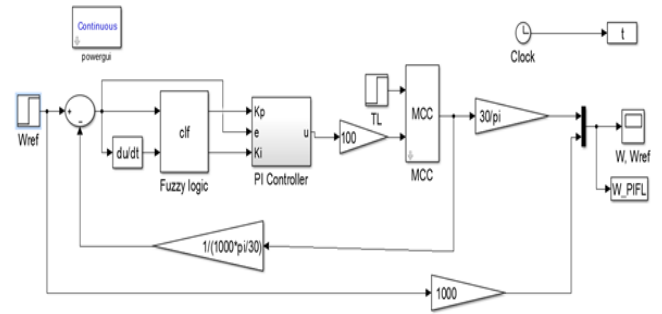 Continuous
powergui
Clock
t
Wref
+
-
du/dt
clf
Fuzzy logic
Kp
e
Ki
u
PI Controller
100
TL
MCC
MCC
30/pi
W, Wref
W_PIFL
1/(1000*pi/30)
1000